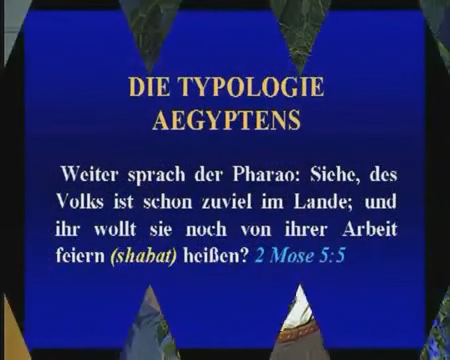 DIE TYPOLOGIE
AEGYPTENS
Weiter sprach der Pharao: Siehe, des
Volks ist schon zuviel im Lande; und
ihr wollt sie noch von ihrer Arbeit
feiern (shabat) heißen? 2 Mose 5:5